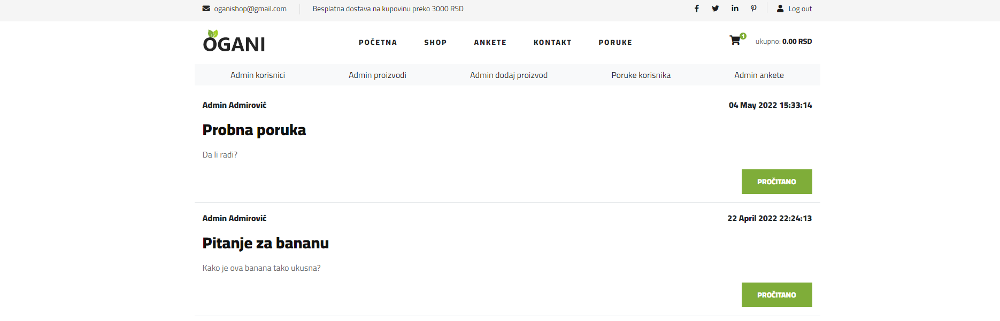 oganishop@gmail.com Besplatna dostava na kupovinu preko 3000 RSD Log out
OGANI POČETNA SHOP ANKETE KONTAKT PORUKE 1 ukupno: 0.00 RSD
Admin korisnici Admin proizvodi Admin dodaj proizvod Poruke korisnika Admin ankete
Admin Admirović 04 May 2022 15:33:14
Probna poruka
Da li radi?
PROČITANO
Admin Admirović 22 April 2022 22:24:13
Pitanje za bananu
Kako je ova banana tako ukusna?
PROČITANO